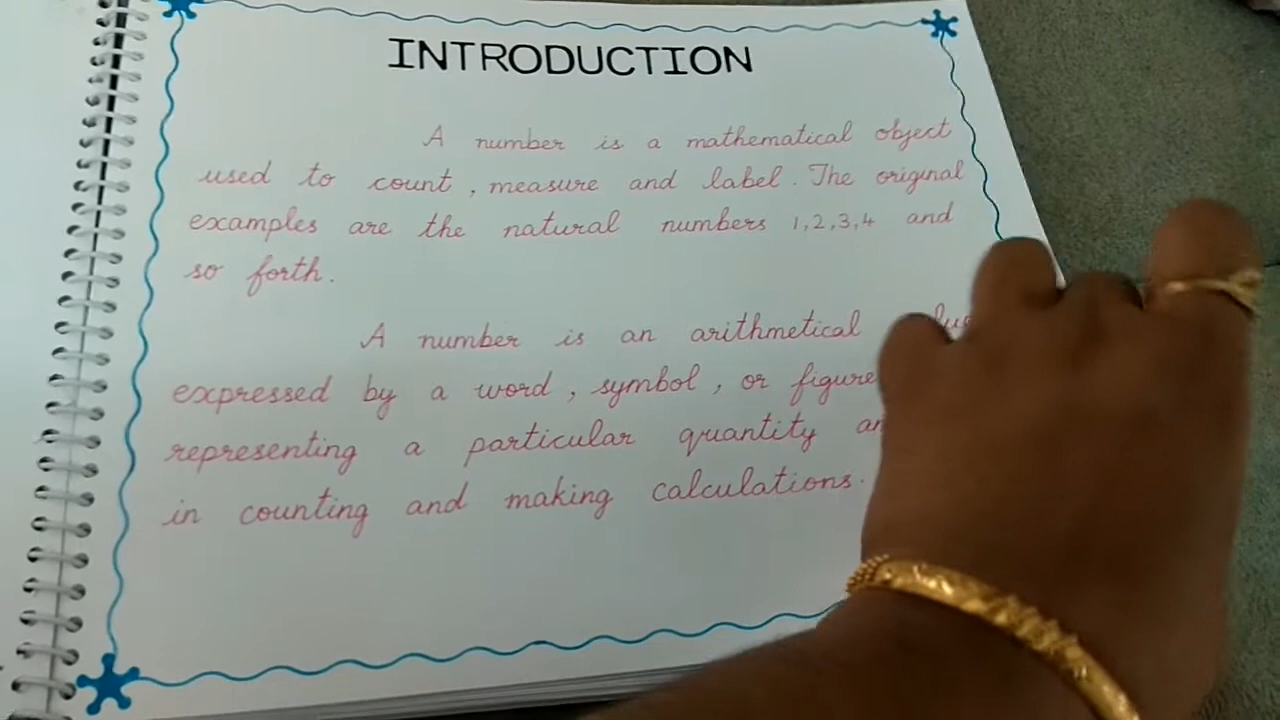 INTRODUCTION
A number is a mathematical object
used to count, measure and label. The original
examples are the natural numbers 1,2,3,4 and
so forth.
A number is an arithmetical
expressed by a word, symbol, or figure
representing a particular quantity
in counting and making calculations.